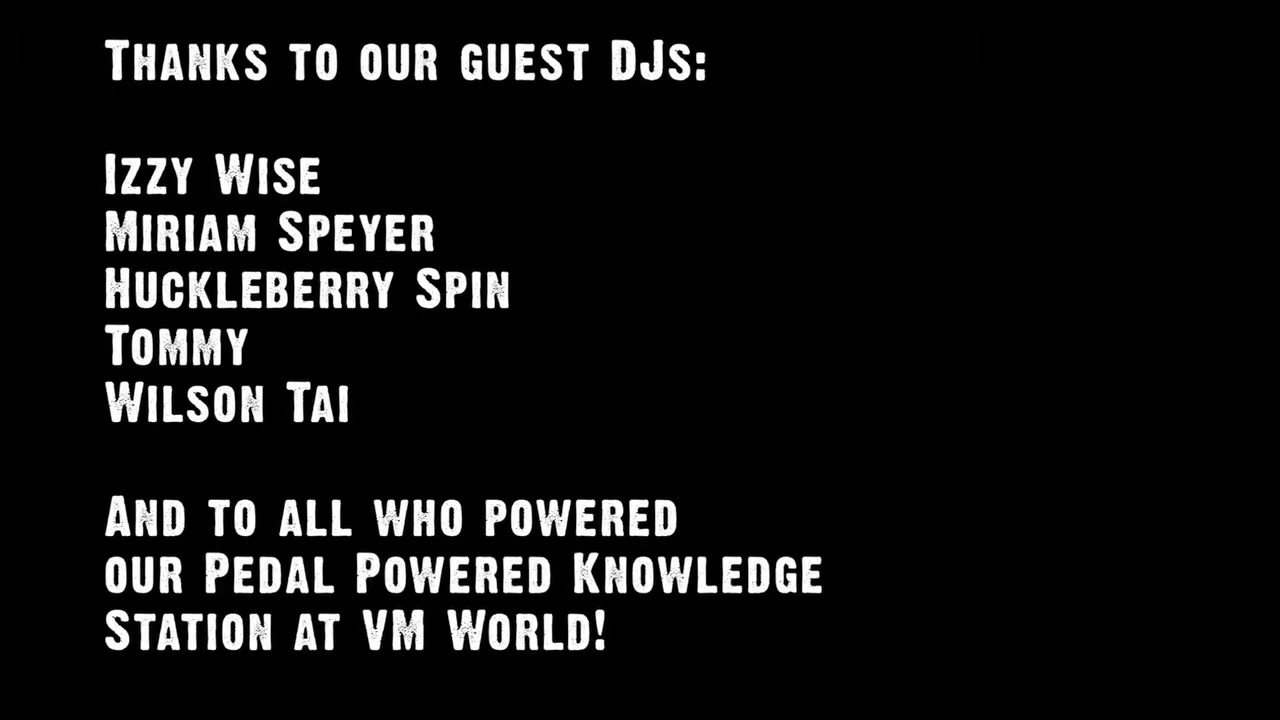 Thanks to our guest DJs:
Izzy Wise
Miriam Speyer
Huckleberry Spin
Tommy
Wilson Tai
And to all who powered
our Pedal Powered Knowledge
Station at VM World!